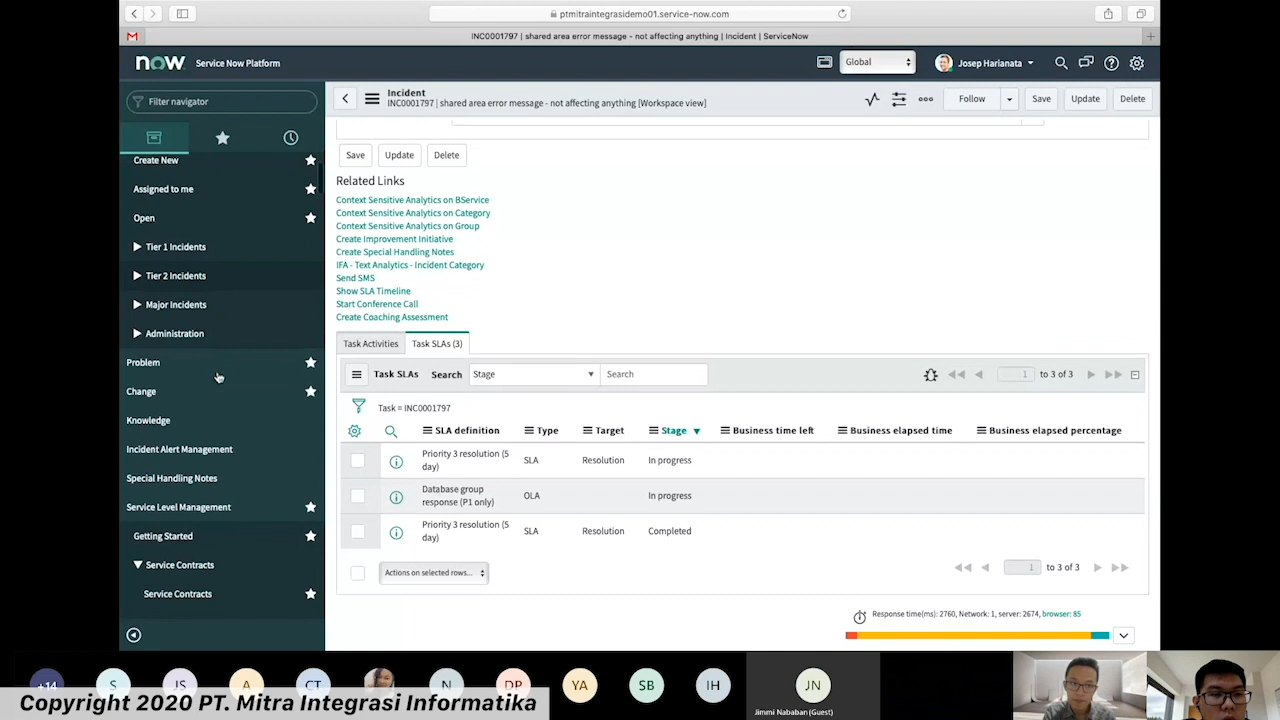 ptmitraintegrasidemo01.service-now.com
INC0001797 | shared area error message - not affecting anything | Incident | ServiceNow
now
Service Now Platform
Global
Josep Harianata
Filter navigator
Incident
INC0001797 | shared area error message - not affecting anything [Workspace view]
Follow
Save
Update
Delete
Create New
Assigned to me
Open
Tier 1 Incidents
Tier 2 Incidents
Major Incidents
Administration
Problem
Change
Knowledge
Incident Alert Management
Special Handling Notes
Service Level Management
Getting Started
Service Contracts
Service Contracts
Save
Update
Delete
Related Links
Context Sensitive Analytics on BService
Context Sensitive Analytics on Category
Context Sensitive Analytics on Group
Create Improvement Initiative
Create Special Handling Notes
IFA - Text Analytics - Incident Category
Send SMS
Show SLA Timeline
Start Conference Call
Create Coaching Assessment
Task Activities
Task SLAs (3)
Task SLAs
Search
Stage
Search
1 to 3 of 3
Task = INC0001797
SLA definition Type Target Stage Business time left Business elapsed time Business elapsed percentage
Priority 3 resolution (5 day) SLA Resolution In progress
Database group response (P1 only) OLA In progress
Priority 3 resolution (5 day) SLA Resolution Completed
Actions on selected rows...
1 to 3 of 3
Response time(ms): 2760, Network: 1, server: 2674, browser: 85
+14
S
JS
A
CT
N
DP
YA
SB
IH
JN
Jimmi Nababan (Guest)
Copyright 2020 PT. Mitra Integrasi Informatika